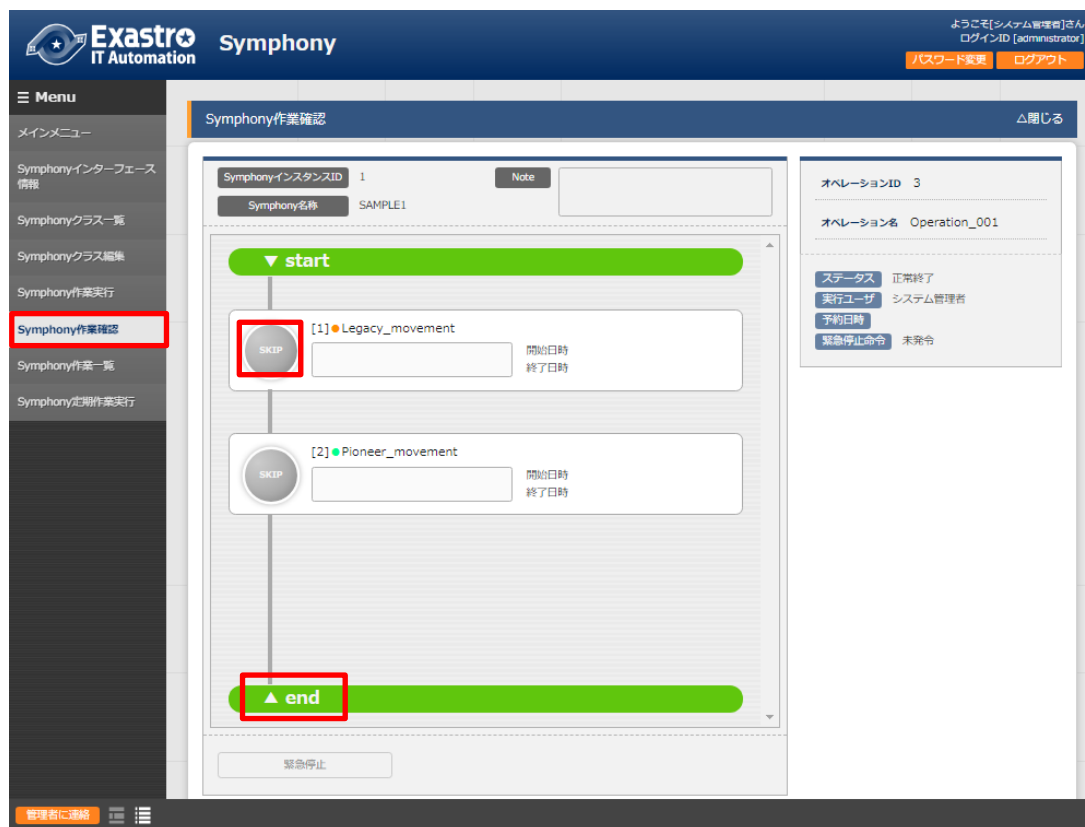 Exastro
IT Automation
Symphony
ようこそ[システム管理者]さん
ログインID [administrator]
パスワード変更
ログアウト
☰ Menu
メインメニュー
Symphonyインターフェース
情報
Symphonyクラス一覧
Symphonyクラス編集
Symphony作業実行
Symphony作業確認
Symphony作業一覧
Symphony定期作業実行
Symphony作業確認
△閉じる
SymphonyインスタンスID 1
Note
Symphony名称 SAMPLE1
▼ start
[1]●Legacy_movement
SKIP
開始日時
終了日時
[2]●Pioneer_movement
SKIP
開始日時
終了日時
▲ end
緊急停止
オペレーションID 3
オペレーション名 Operation_001
ステータス 正常終了
実行ユーザ システム管理者
予約日時
緊急停止命令 未発令
管理者に連絡